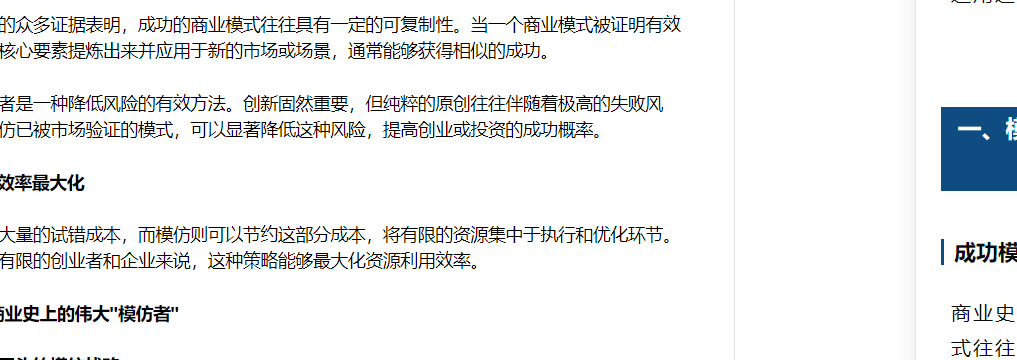 的众多证据表明，成功的商业模式往往具有一定的可复制性。当一个商业模式被证明有效
核心要素提炼出来并应用于新的市场或场景，通常能够获得相似的成功。
者是一种降低风险的有效方法。创新固然重要，但纯粹的原创往往伴随着极高的失败风
仿已被市场验证的模式，可以显著降低这种风险，提高创业或投资的成功概率。
效率最大化
大量的试错成本，而模仿则可以节约这部分成本，将有限的资源集中于执行和优化环节。
有限的创业者和企业来说，这种策略能够最大化资源利用效率。
商业史上的伟大"模仿者"
一、模
成功模
商业史
式往往